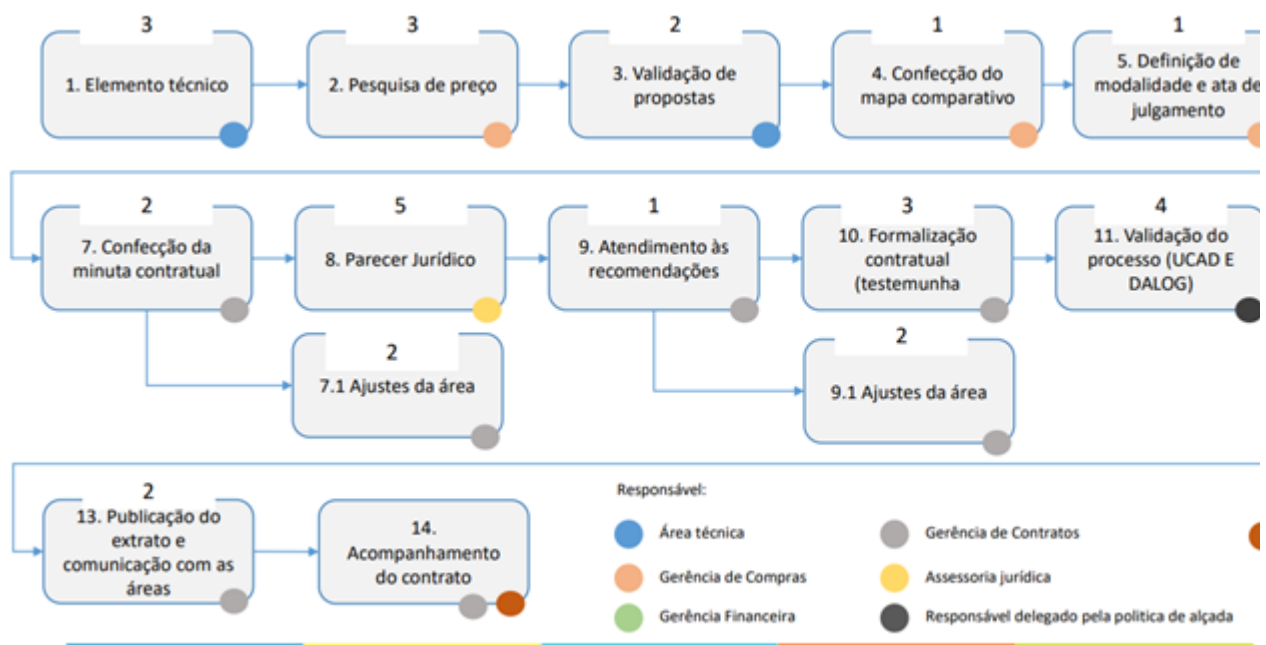 3
1. Elemento técnico
3
2. Pesquisa de preço
2
3. Validação de
propostas
1
4. Confecção do
mapa comparativo
1
5. Definição de
modalidade e ata de
julgamento
2
7. Confecção da
minuta contratual
5
8. Parecer Jurídico
1
9. Atendimento às
recomendações
3
10. Formalização
contratual
(testemunha
4
11. Validação do
processo (UCAD E
DALOG)
2
7.1 Ajustes da área
2
9.1 Ajustes da área
2
13. Publicação do
extrato e
comunicação com as
áreas
14.
Acompanhamento
do contrato
Responsável:
Área técnica
Gerência de Compras
Gerência Financeira
Gerência de Contratos
Assessoria jurídica
Responsável delegado pela politica de alçada